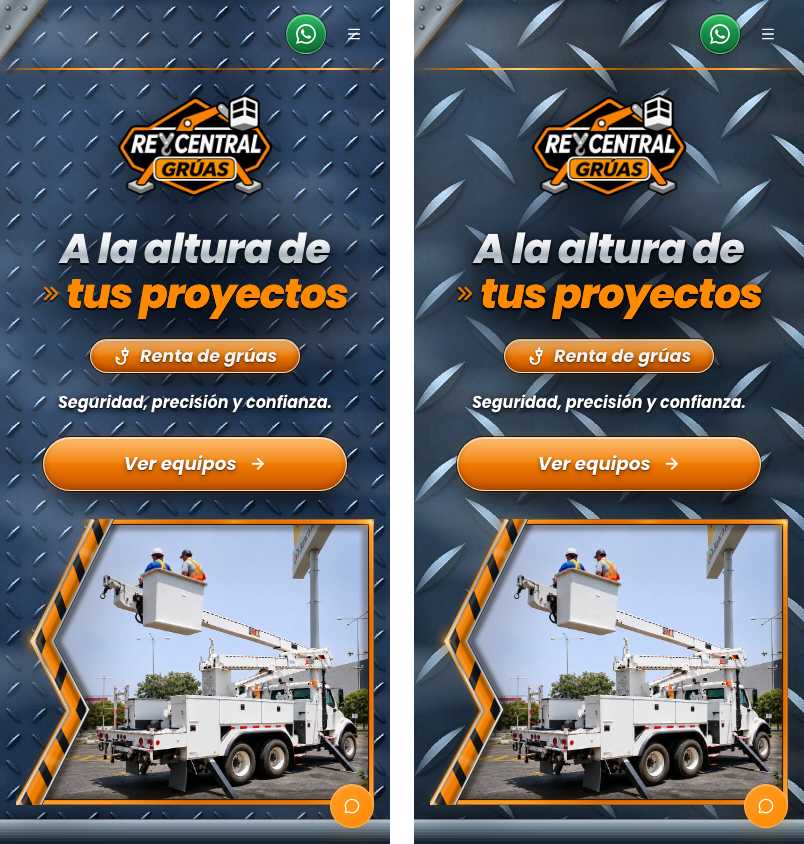 REYCENTRAL
GRÚAS
A la altura de
» tus proyectos
Renta de grúas
Seguridad, precisión y confianza.
Ver equipos →
REYCENTRAL
GRÚAS
A la altura de
» tus proyectos
Renta de grúas
Seguridad, precisión y confianza.
Ver equipos →